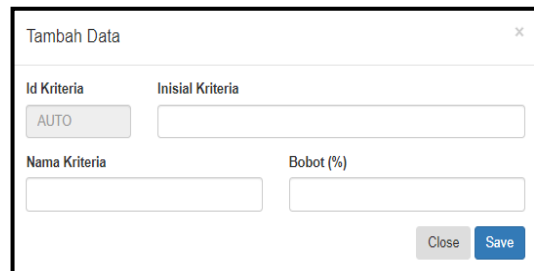 Tambah Data ×
Id Kriteria Inisial Kriteria
AUTO
Nama Kriteria Bobot (%)
Close Save